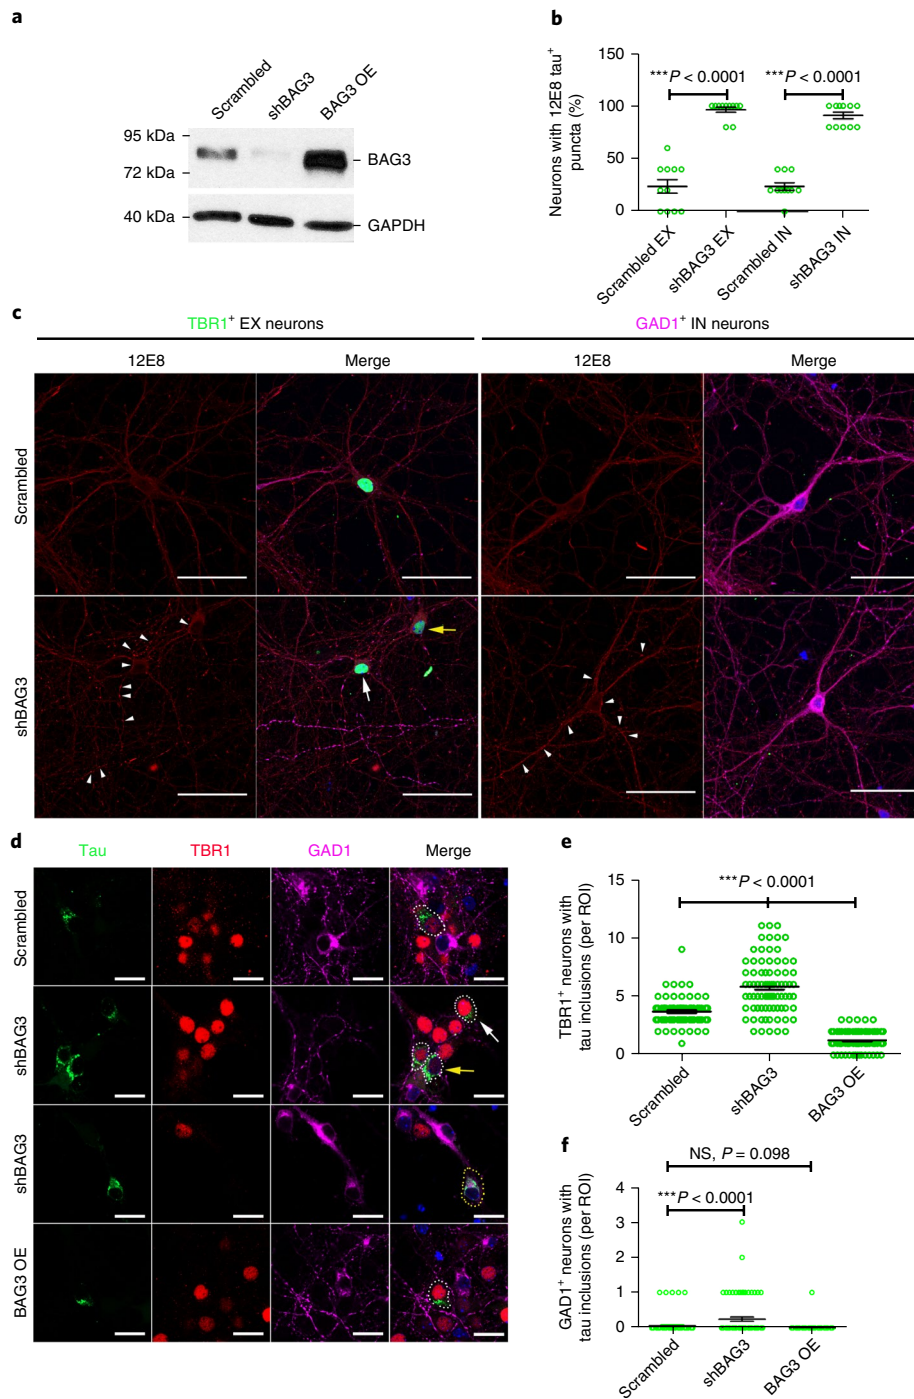 a
Scrambled
shBAG3
BAG3 OE
95 kDa
72 kDa
BAG3
40 kDa
GAPDH
b
Neurons with 12E8 tau⁺
puncta (%)
150
100
50
0
***P < 0.0001
***P < 0.0001
Scrambled EX
shBAG3 EX
Scrambled IN
shBAG3 IN
c
TBR1⁺ EX neurons
GAD1⁺ IN neurons
12E8
Merge
12E8
Merge
Scrambled
shBAG3
d
Tau
TBR1
GAD1
Merge
Scrambled
shBAG3
shBAG3
BAG3 OE
e
TBR1⁺ neurons with
tau inclusions (per ROI)
15
10
5
0
***P < 0.0001
Scrambled
shBAG3
BAG3 OE
f
GAD1⁺ neurons with
tau inclusions (per ROI)
4
3
2
1
0
NS, P = 0.098
***P < 0.0001
Scrambled
shBAG3
BAG3 OE